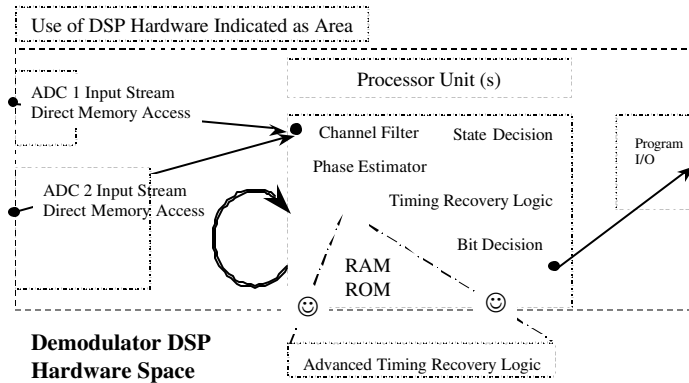 Use of DSP Hardware Indicated as Area
Processor Unit (s)
ADC 1 Input Stream
Direct Memory Access
Channel Filter
State Decision
Phase Estimator
Program
I/O
ADC 2 Input Stream
Direct Memory Access
Timing Recovery Logic
Bit Decision
RAM
ROM
Demodulator DSP
Hardware Space
Advanced Timing Recovery Logic